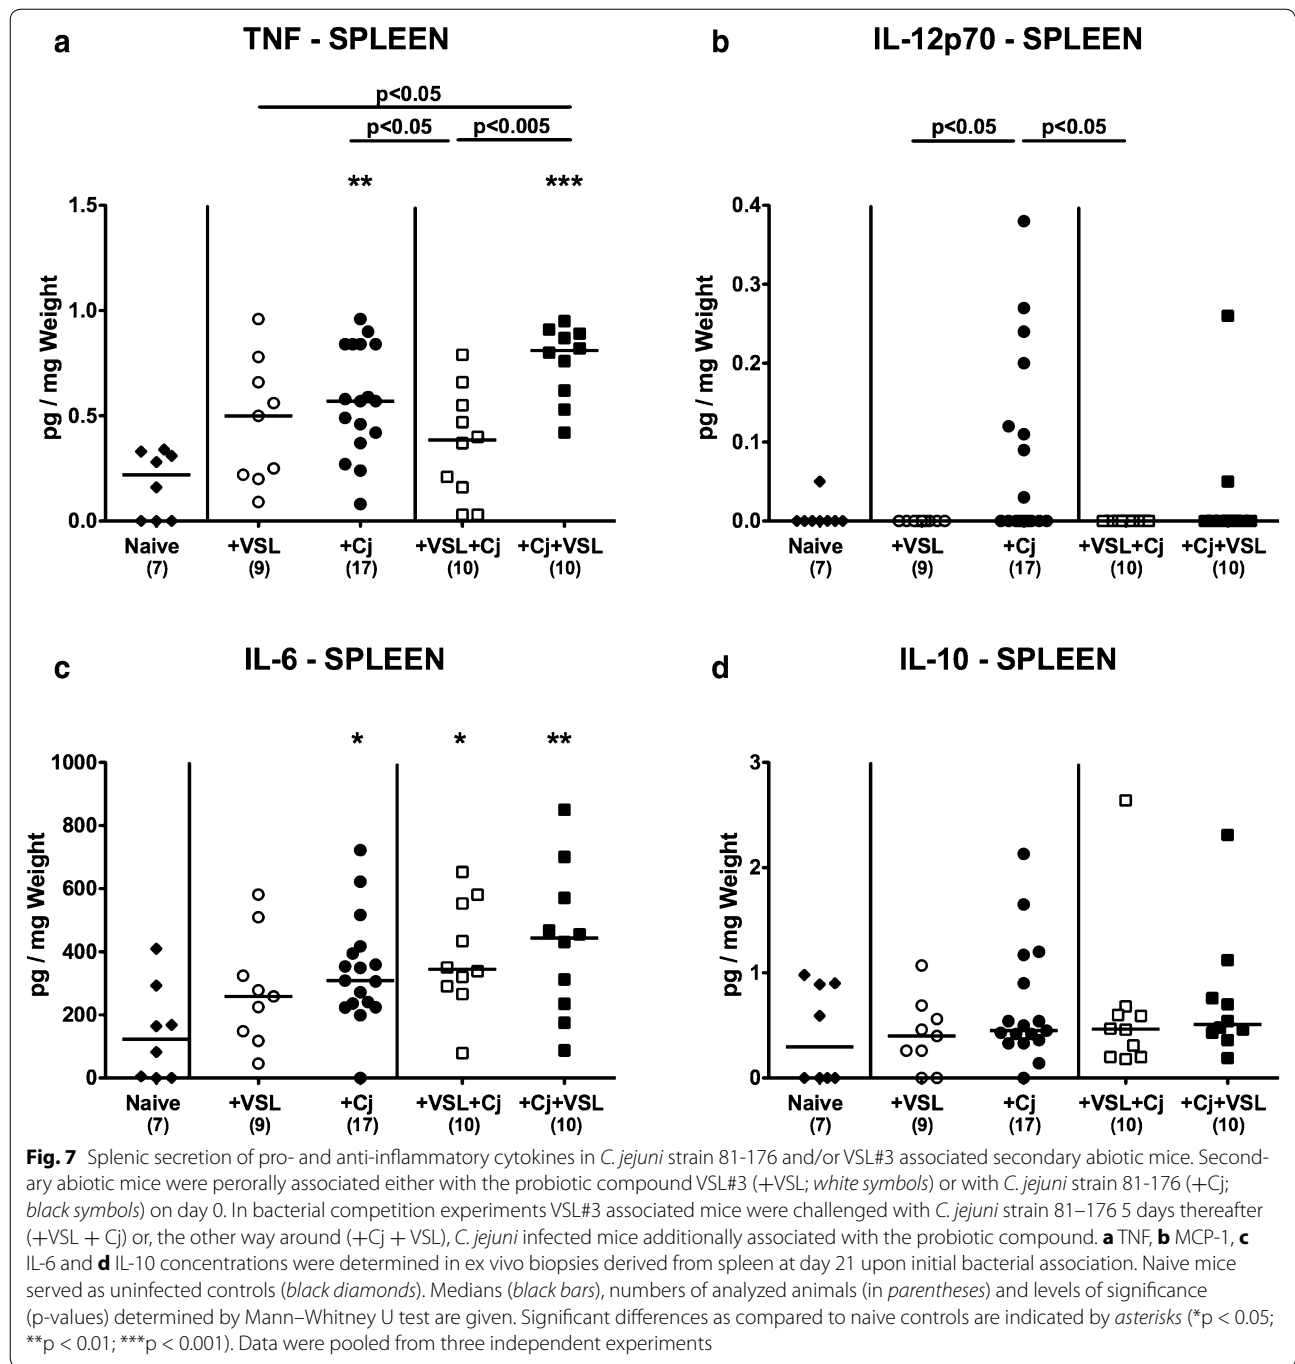 a
TNF - SPLEEN
p<0.05
p<0.05 p<0.005
** ***
1.5
1.0
0.5
0.0
pg / mg Weight
Naive +VSL +Cj +VSL+Cj +Cj+VSL
(7) (9) (17) (10) (10)
b
IL-12p70 - SPLEEN
p<0.05 p<0.05
0.4
0.3
0.2
0.1
0.0
pg / mg Weight
Naive +VSL +Cj +VSL+Cj +Cj+VSL
(7) (9) (17) (10) (10)
c
IL-6 - SPLEEN
* * **
1000
800
600
400
200
0
pg / mg Weight
Naive +VSL +Cj +VSL+Cj +Cj+VSL
(7) (9) (17) (10) (10)
d
IL-10 - SPLEEN
3
2
1
0
pg / mg Weight
Naive +VSL +Cj +VSL+Cj +Cj+VSL
(7) (9) (17) (10) (10)
Fig. 7 Splenic secretion of pro- and anti-inflammatory cytokines in C. jejuni strain 81-176 and/or VSL#3 associated secondary abiotic mice. Second-
ary abiotic mice were perorally associated either with the probiotic compound VSL#3 (+VSL; white symbols) or with C. jejuni strain 81-176 (+Cj;
black symbols) on day 0. In bacterial competition experiments VSL#3 associated mice were challenged with C. jejuni strain 81–176 5 days thereafter
(+VSL + Cj) or, the other way around (+Cj + VSL), C. jejuni infected mice additionally associated with the probiotic compound. a TNF, b MCP-1, c
IL-6 and d IL-10 concentrations were determined in ex vivo biopsies derived from spleen at day 21 upon initial bacterial association. Naive mice
served as uninfected controls (black diamonds). Medians (black bars), numbers of analyzed animals (in parentheses) and levels of significance
(p-values) determined by Mann–Whitney U test are given. Significant differences as compared to naive controls are indicated by asterisks (*p < 0.05;
**p < 0.01; ***p < 0.001). Data were pooled from three independent experiments